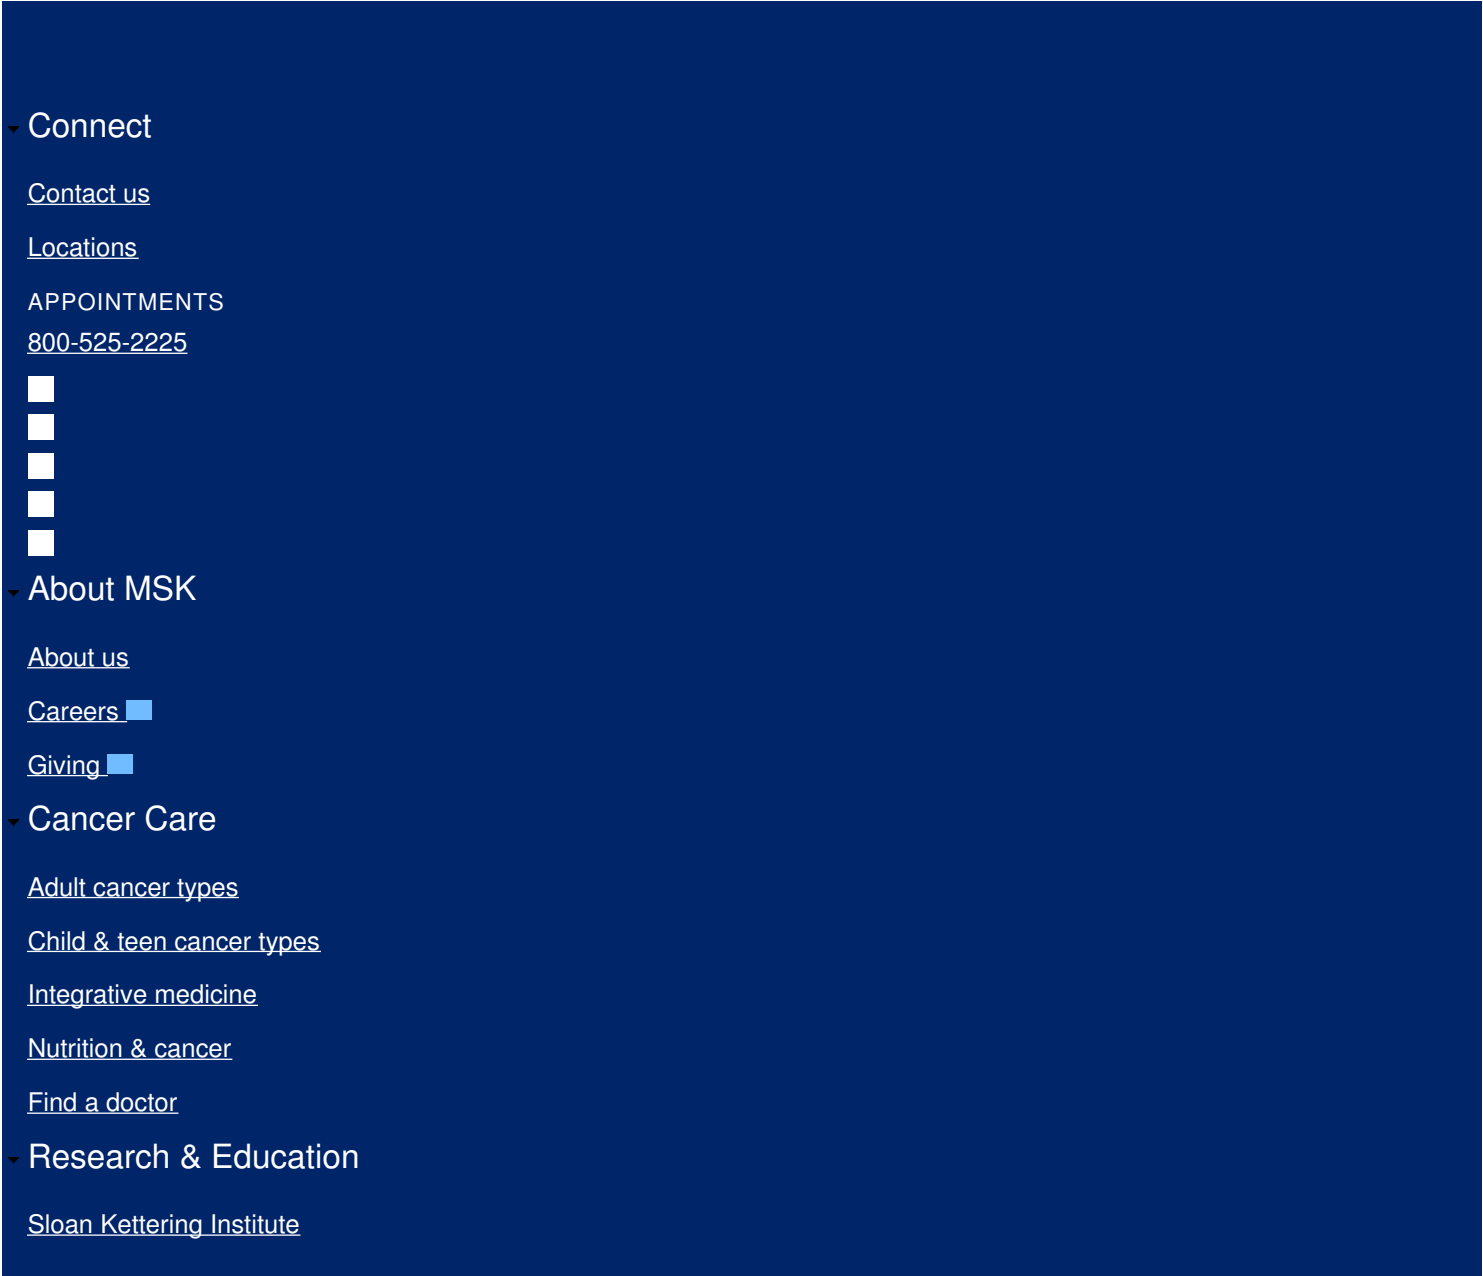 Connect
Contact us
Locations
APPOINTMENTS
800-525-2225
About MSK
About us
Careers
Giving
Cancer Care
Adult cancer types
Child & teen cancer types
Integrative medicine
Nutrition & cancer
Find a doctor
Research & Education
Sloan Kettering Institute